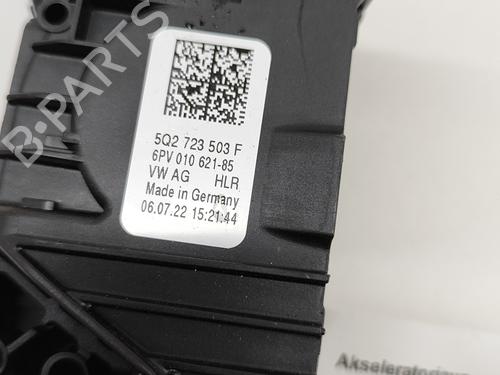 B-PARTS
5Q2 723 503 F
6PV 010 621-85
VW AG HLR
Made in Germany
06.07.22 15:21:44